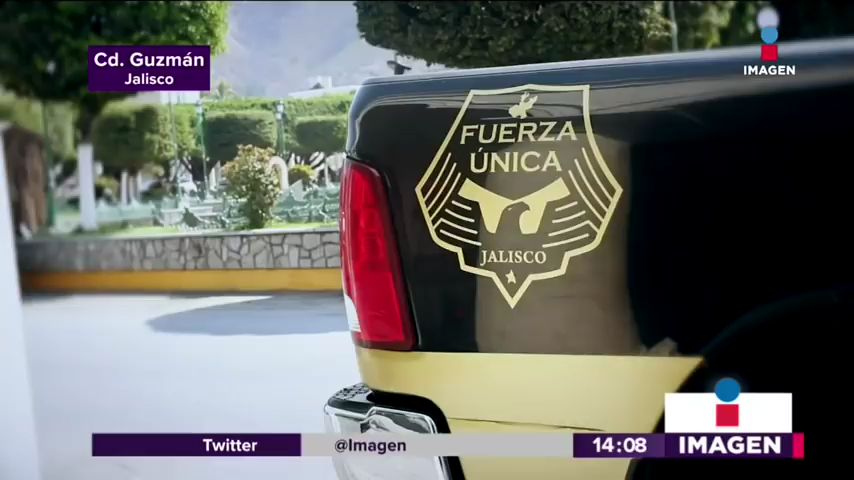 Cd. Guzmán
Jalisco
IMAGEN
FUERZA
ÚNICA
JALISCO
Twitter
@Imagen
14:08
IMAGEN